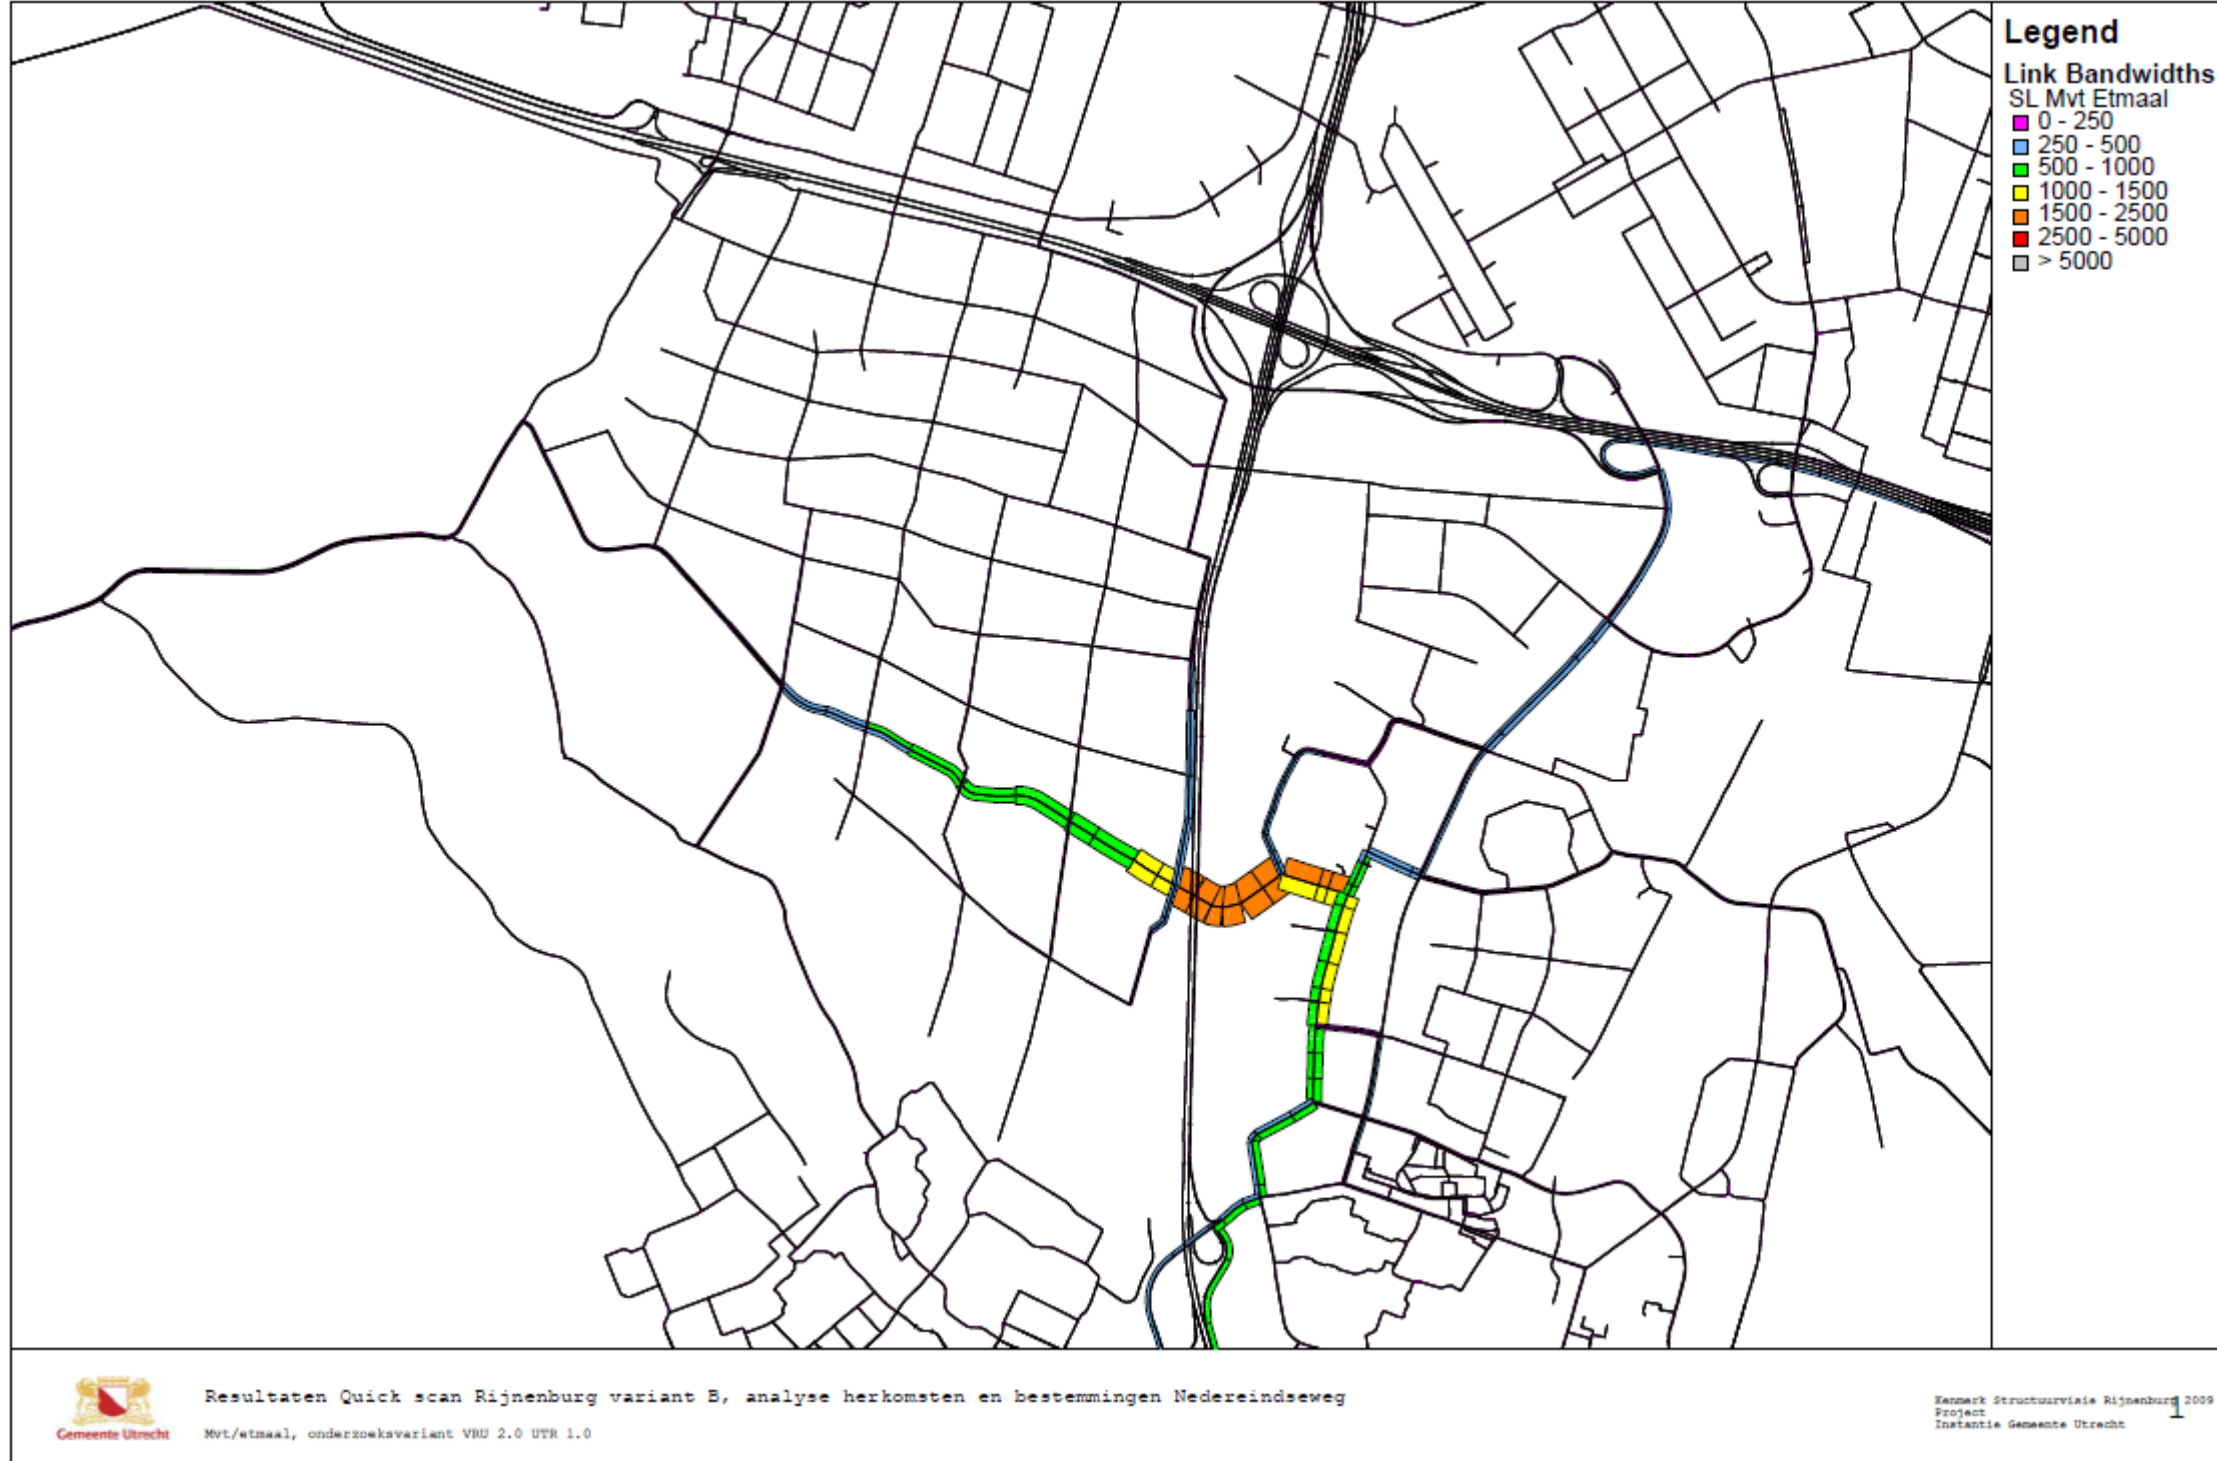 Legend
Link Bandwidths
SL Mvt Etmaal
0 - 250
250 - 500
500 - 1000
1000 - 1500
1500 - 2500
2500 - 5000
> 5000
Gemeente Utrecht
Resultaten Quick scan Rijnenburg variant B, analyse herkomsten en bestemmingen Nedereindseweg
Mvt/etmaal, onderzoeksvariant VRU 2.0 UTR 1.0
Kenmerk Structuurvisie Rijnenburg 2009
Project
Instantie Gemeente Utrecht
1